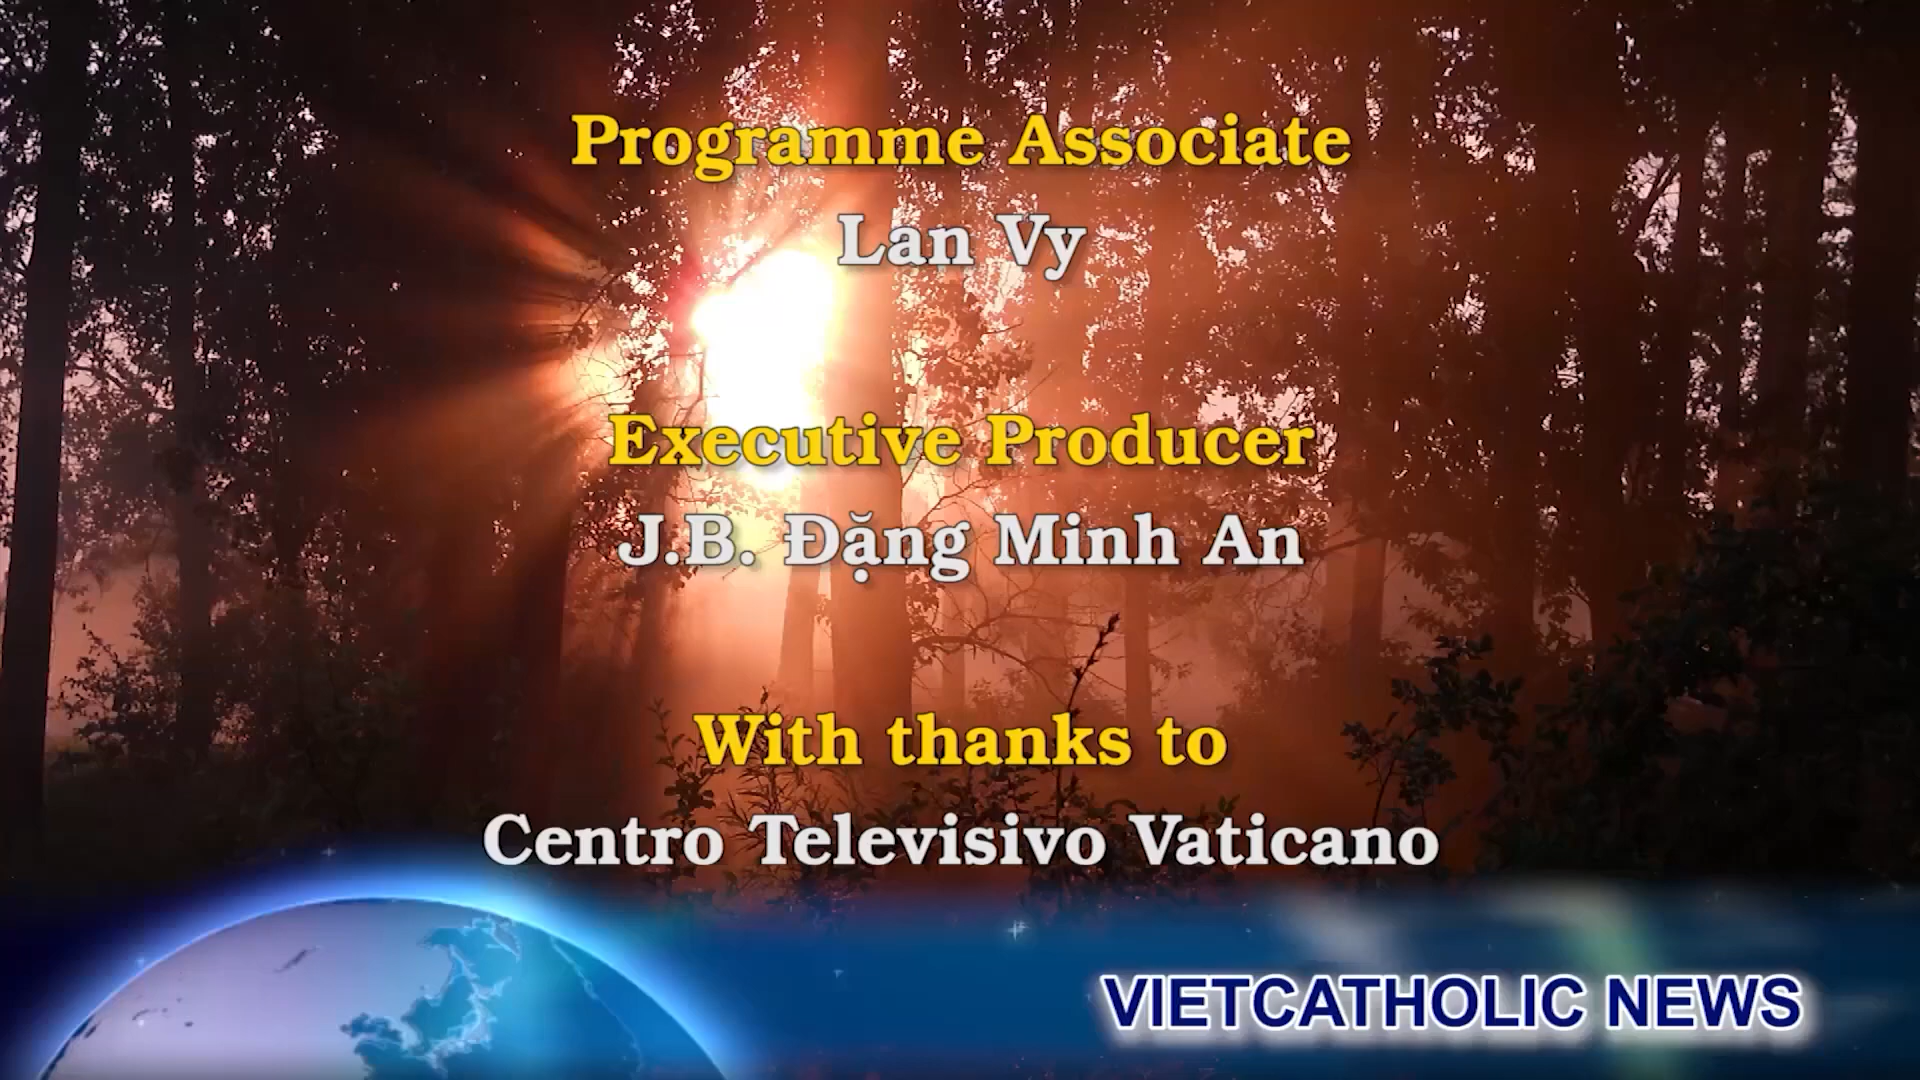 Programme Associate
Lan Vy
Executive Producer
J.B. Đặng Minh An
With thanks to
Centro Televisivo Vaticano
VIETCATHOLIC NEWS